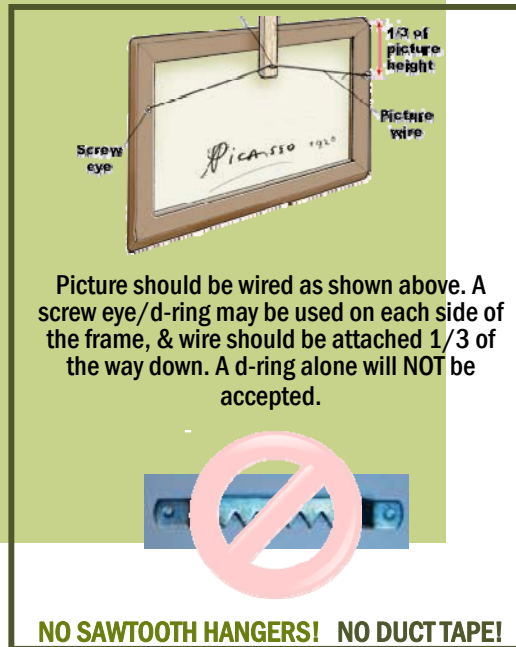 1/3 of
picture
height
Picture
wire
Screw
eye
Picasso 1920
Picture should be wired as shown above. A
screw eye/d-ring may be used on each side of
the frame, & wire should be attached 1/3 of
the way down. A d-ring alone will NOT be
accepted.
NO SAWTOOTH HANGERS! NO DUCT TAPE!